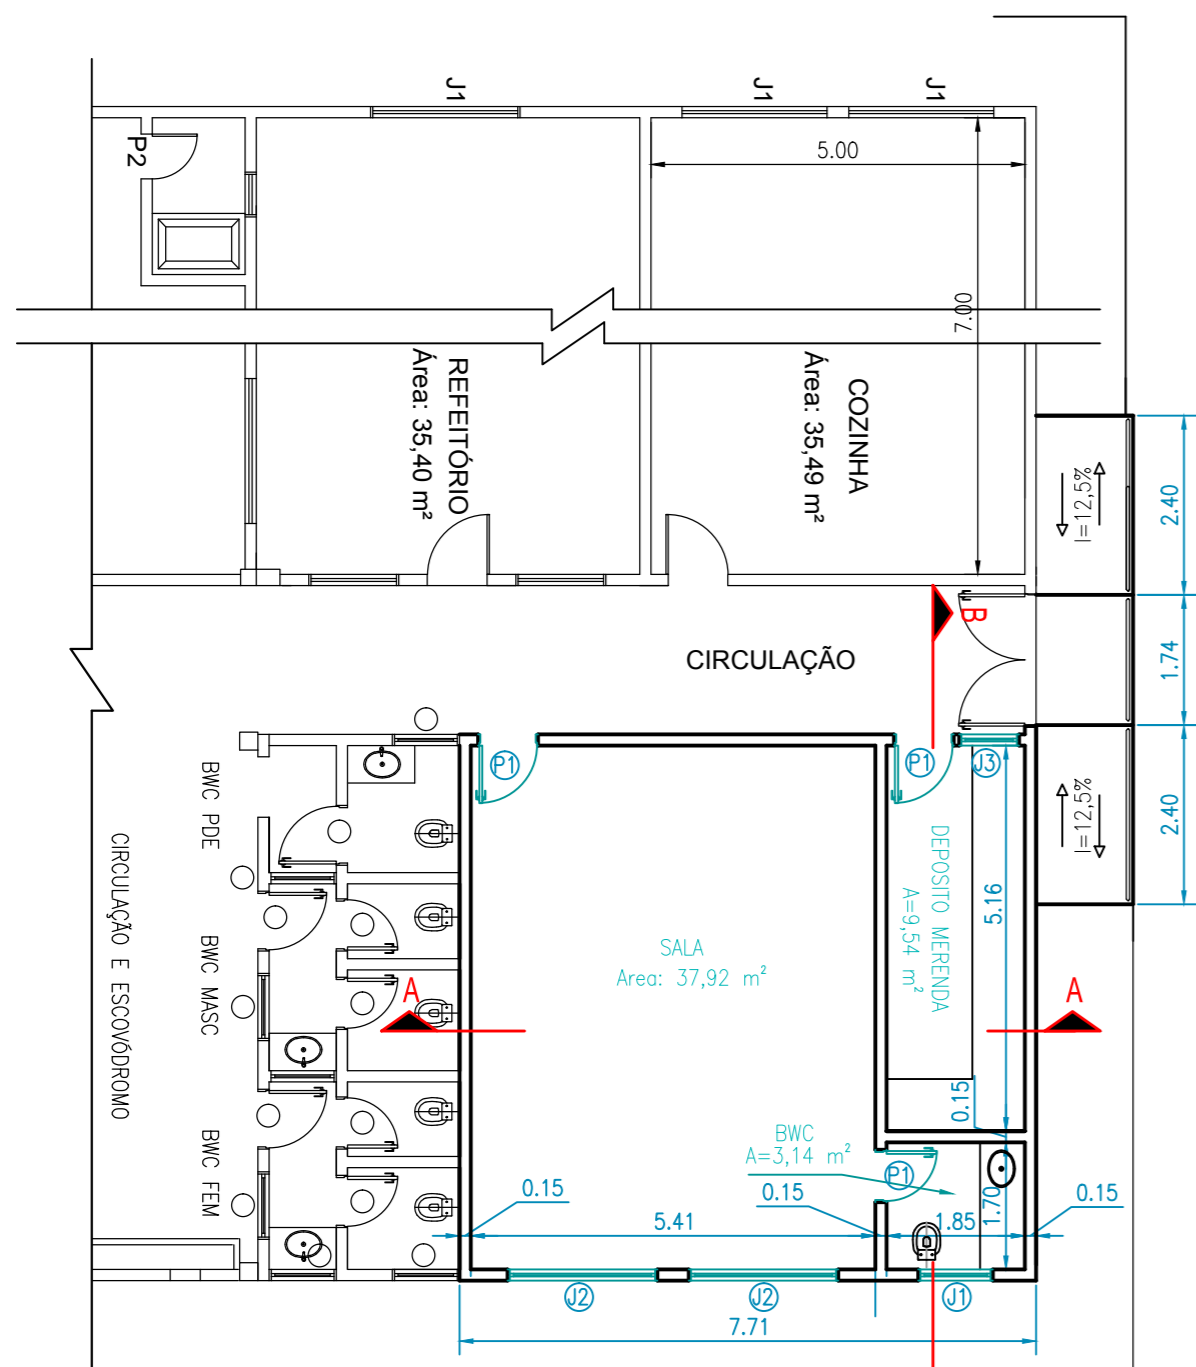 J1
J1
J1
P2
5.00
7.00
REFEITÓRIO
Área: 35,40 m²
COZINHA
Área: 35,49 m²
I=12,5%
2.40
B
CIRCULAÇÃO
1.74
P1
P1
J3
BWC PDE
I=12,5%
2.40
CIRCULAÇÃO E ESCOVÓDROMO
DEPOSITO MERENDA
A=9,54 m²
5.16
BWC MASC
SALA
Area: 37,92 m²
A
A
0.15
BWC FEM
BWC
A=3,14 m²
P1
0.15
0.15
1.70
0.15
5.41
1.85
J2
J2
J1
7.71